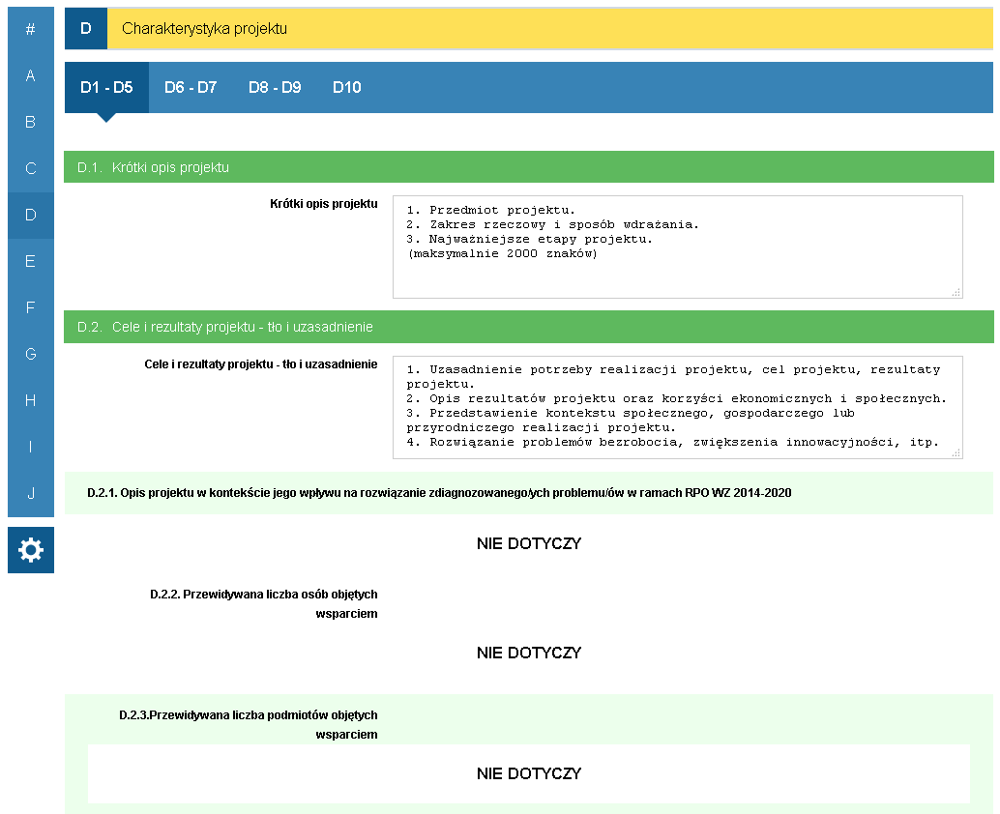 #
A
B
C
D
E
F
G
H
I
J
D Charakterystyka projektu
D1 - D5 D6 - D7 D8 - D9 D10
D.1. Krótki opis projektu
Krótki opis projektu
1. Przedmiot projektu.
2. Zakres rzeczowy i sposób wdrażania.
3. Najważniejsze etapy projektu.
(maksymalnie 2000 znaków)
D.2. Cele i rezultaty projektu - tło i uzasadnienie
Cele i rezultaty projektu - tło i uzasadnienie
1. Uzasadnienie potrzeby realizacji projektu, cel projektu, rezultaty
projektu.
2. Opis rezultatów projektu oraz korzyści ekonomicznych i społecznych.
3. Przedstawienie kontekstu społecznego, gospodarczego lub
przyrodniczego realizacji projektu.
4. Rozwiązanie problemów bezrobocia, zwiększenia innowacyjności, itp.
D.2.1. Opis projektu w kontekście jego wpływu na rozwiązanie zdiagnozowanego/ych problemu/ów w ramach RPO WZ 2014-2020
NIE DOTYCZY
D.2.2. Przewidywana liczba osób objętych
wsparciem
NIE DOTYCZY
D.2.3.Przewidywana liczba podmiotów objętych
wsparciem
NIE DOTYCZY